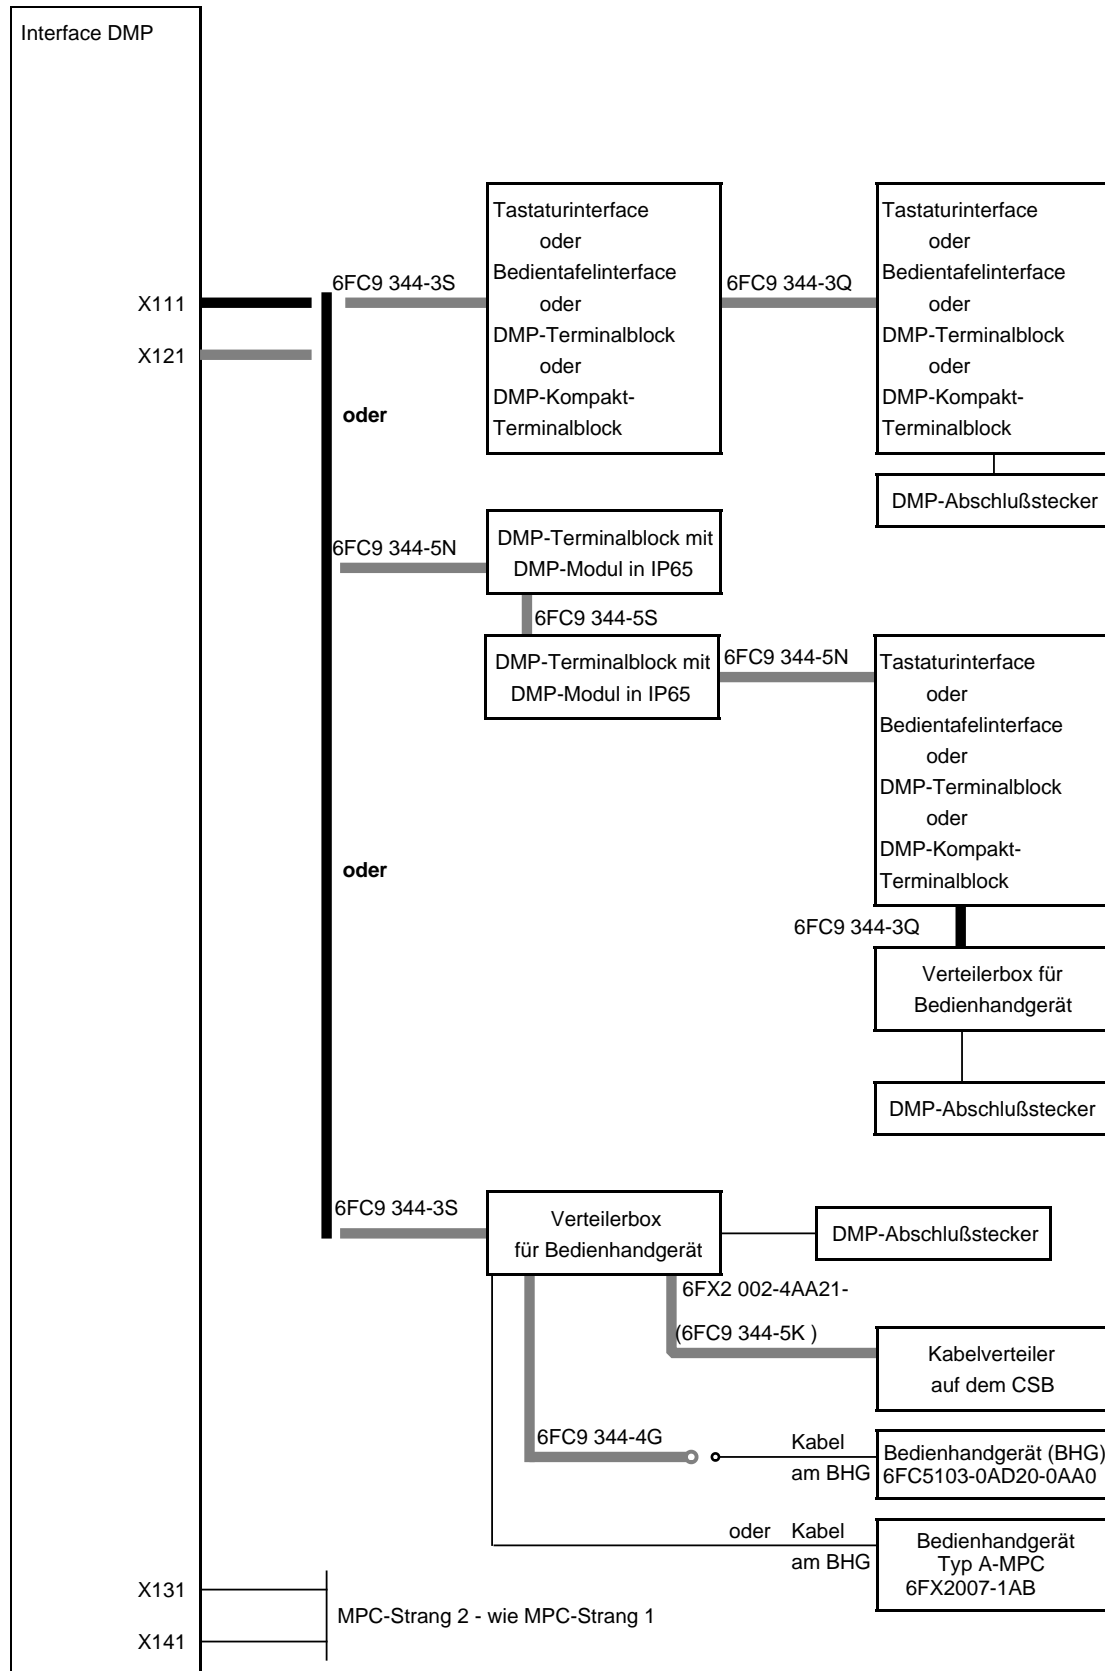 Interface DMP
X111
X121
6FC9 344-3S
Tastaturinterface
oder
Bedientafelinterface
oder
DMP-Terminalblock
oder
DMP-Kompakt-
Terminalblock
6FC9 344-3Q
Tastaturinterface
oder
Bedientafelinterface
oder
DMP-Terminalblock
oder
DMP-Kompakt-
Terminalblock
DMP-Abschlußstecker
oder
6FC9 344-5N
DMP-Terminalblock mit
DMP-Modul in IP65
6FC9 344-5S
DMP-Terminalblock mit
DMP-Modul in IP65
6FC9 344-5N
Tastaturinterface
oder
Bedientafelinterface
oder
DMP-Terminalblock
oder
DMP-Kompakt-
Terminalblock
6FC9 344-3Q
Verteilerbox für
Bedienhandgerät
DMP-Abschlußstecker
oder
6FC9 344-3S
Verteilerbox
für Bedienhandgerät
DMP-Abschlußstecker
6FX2 002-4AA21-
(6FC9 344-5K )
Kabelverteiler
auf dem CSB
6FC9 344-4G
Kabel
am BHG
Bedienhandgerät (BHG)
6FC5103-0AD20-0AA0
oder Kabel
am BHG
Bedienhandgerät
Typ A-MPC
6FX2007-1AB
X131
MPC-Strang 2 - wie MPC-Strang 1
X141